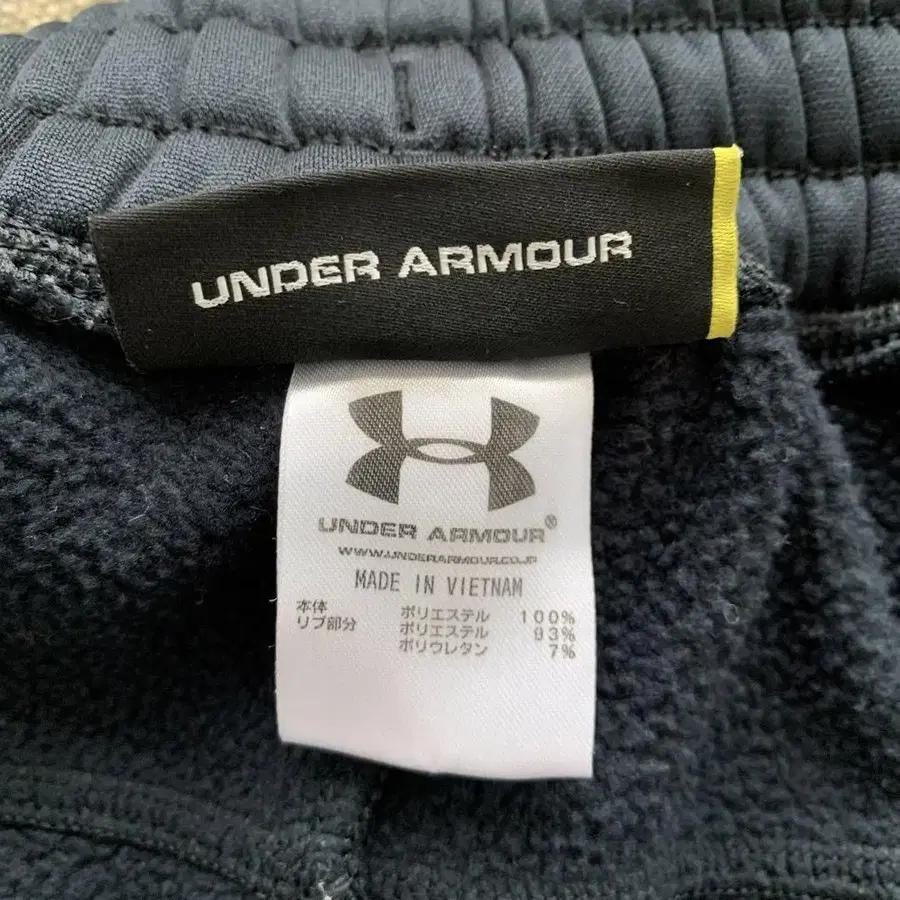 UNDER ARMOUR
UNDER ARMOUR®
WWW.UNDERARMOUR.CO.JP
MADE IN VIETNAM
本体 ポリエステル 100%
リブ部分 ポリエステル 93%
ポリウレタン 7%